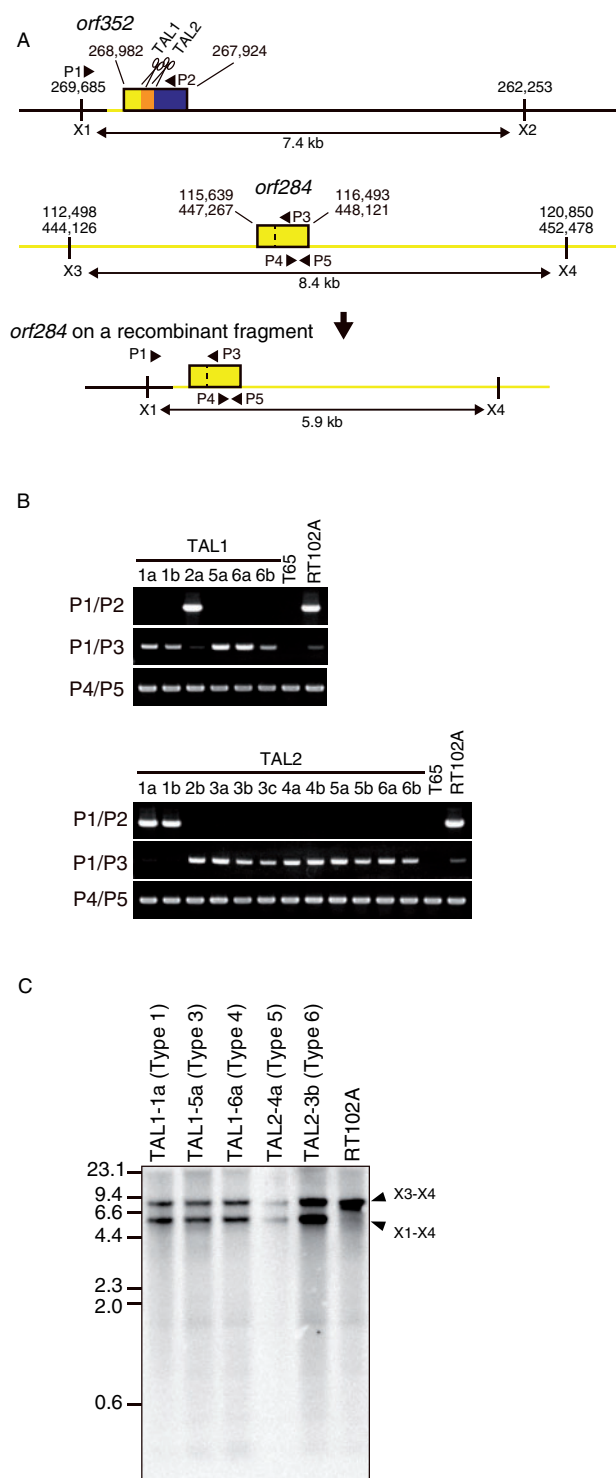 A
orf352
TAL1
TAL2
268,982
267,924
P1
P2
269,685
262,253
X1
X2
7.4 kb
orf284
115,639
447,267
116,493
448,121
112,498
444,126
120,850
452,478
P3
P4
P5
X3
X4
8.4 kb
orf284 on a recombinant fragment
P1
P3
P4
P5
X1
X4
5.9 kb
B
TAL1
T65
RT102A
1a 1b 2a 5a 6a 6b
P1/P2
P1/P3
P4/P5
TAL2
T65
RT102A
1a 1b 2b 3a 3b 3c 4a 4b 5a 5b 6a 6b
P1/P2
P1/P3
P4/P5
C
TAL1-1a (Type 1)
TAL1-5a (Type 3)
TAL1-6a (Type 4)
TAL2-4a (Type 5)
TAL2-3b (Type 6)
RT102A
23.1
9.4
6.6
4.4
2.3
2.0
0.6
X3-X4
X1-X4